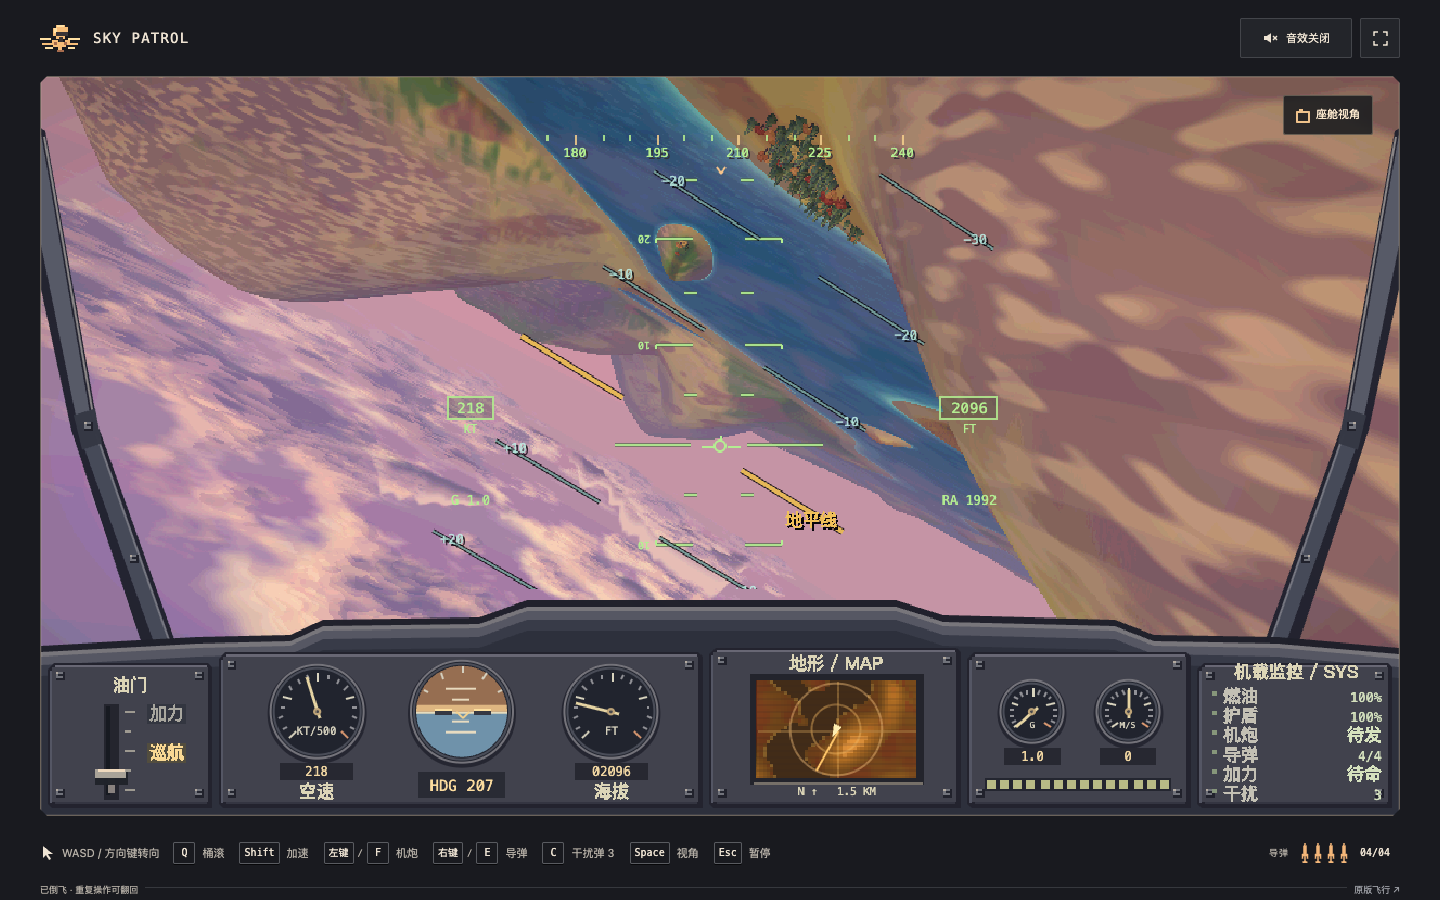 SKY PATROL
音效关闭
座舱视角
180 195 210 225 240
-20
20
-30
-10
-20
10
218
KT
2096
FT
-10
+10
G 1.0
RA 1992
地平线
+20
10
油门
加力
巡航
KT/500
218
空速
HDG 207
FT
02096
海拔
地形 / MAP
N ↑ 1.5 KM
G
1.0
M/S
0
机载监控 / SYS
燃油 100%
护盾 100%
机炮 待发
导弹 4/4
加力 待命
干扰 3
WASD / 方向键转向 Q 桶滚 Shift 加速 左键 / F 机炮 右键 / E 导弹 C 干扰弹 3 Space 视角 Esc 暂停
导弹 04/04
已倒飞 · 重复操作可翻回
原版飞行 ↗